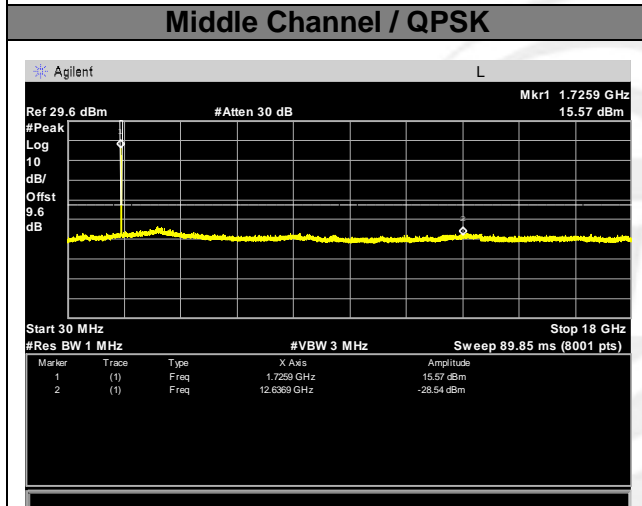 Middle Channel / QPSK
Agilent L
Mkr1 1.7259 GHz
Ref 29.6 dBm #Atten 30 dB 15.57 dBm
#Peak
Log
10
dB/
Offst
9.6
dB
1
2
Start 30 MHz Stop 18 GHz
#Res BW 1 MHz #VBW 3 MHz Sweep 89.85 ms (8001 pts)
Marker Trace Type X Axis Amplitude
1 (1) Freq 1.7259 GHz 15.57 dBm
2 (1) Freq 12.6369 GHz -28.54 dBm